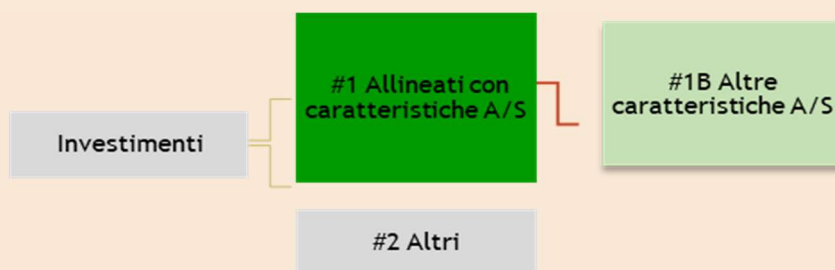 #1 Allineati con
caratteristiche A/S
#1B Altre
caratteristiche A/S
Investimenti
#2 Altri